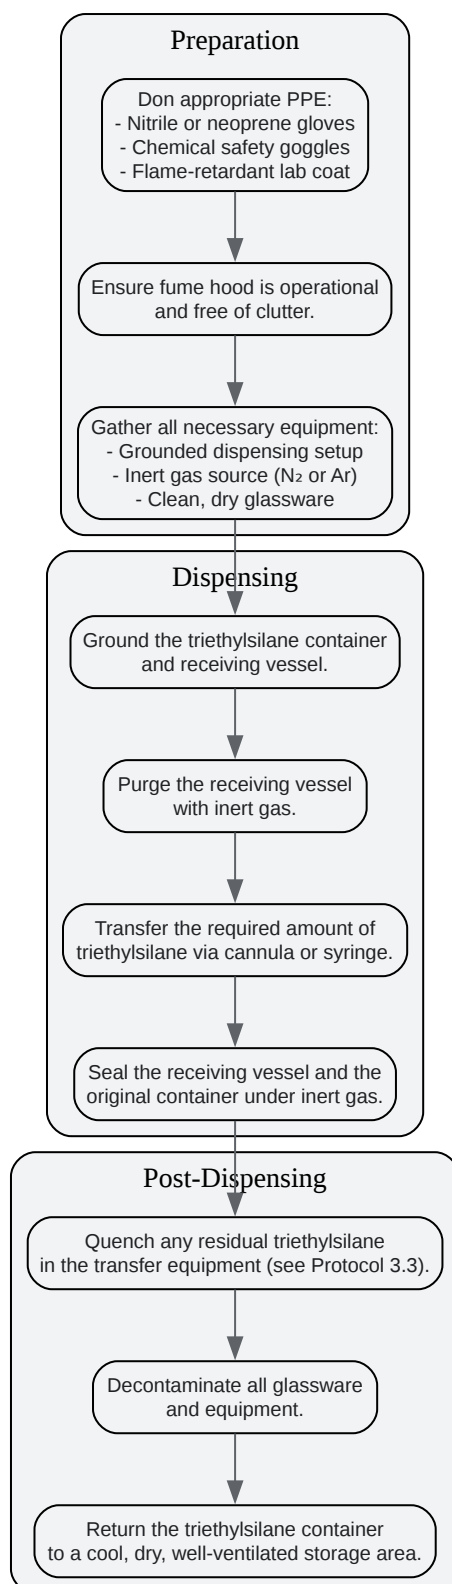 Preparation
Don appropriate PPE:
- Nitrile or neoprene gloves
- Chemical safety goggles
- Flame-retardant lab coat
Ensure fume hood is operational
and free of clutter.
Gather all necessary equipment:
- Grounded dispensing setup
- Inert gas source (N₂ or Ar)
- Clean, dry glassware
Dispensing
Ground the triethylsilane container
and receiving vessel.
Purge the receiving vessel
with inert gas.
Transfer the required amount of
triethylsilane via cannula or syringe.
Seal the receiving vessel and the
original container under inert gas.
Post-Dispensing
Quench any residual triethylsilane
in the transfer equipment (see Protocol 3.3).
Decontaminate all glassware
and equipment.
Return the triethylsilane container
to a cool, dry, well-ventilated storage area.